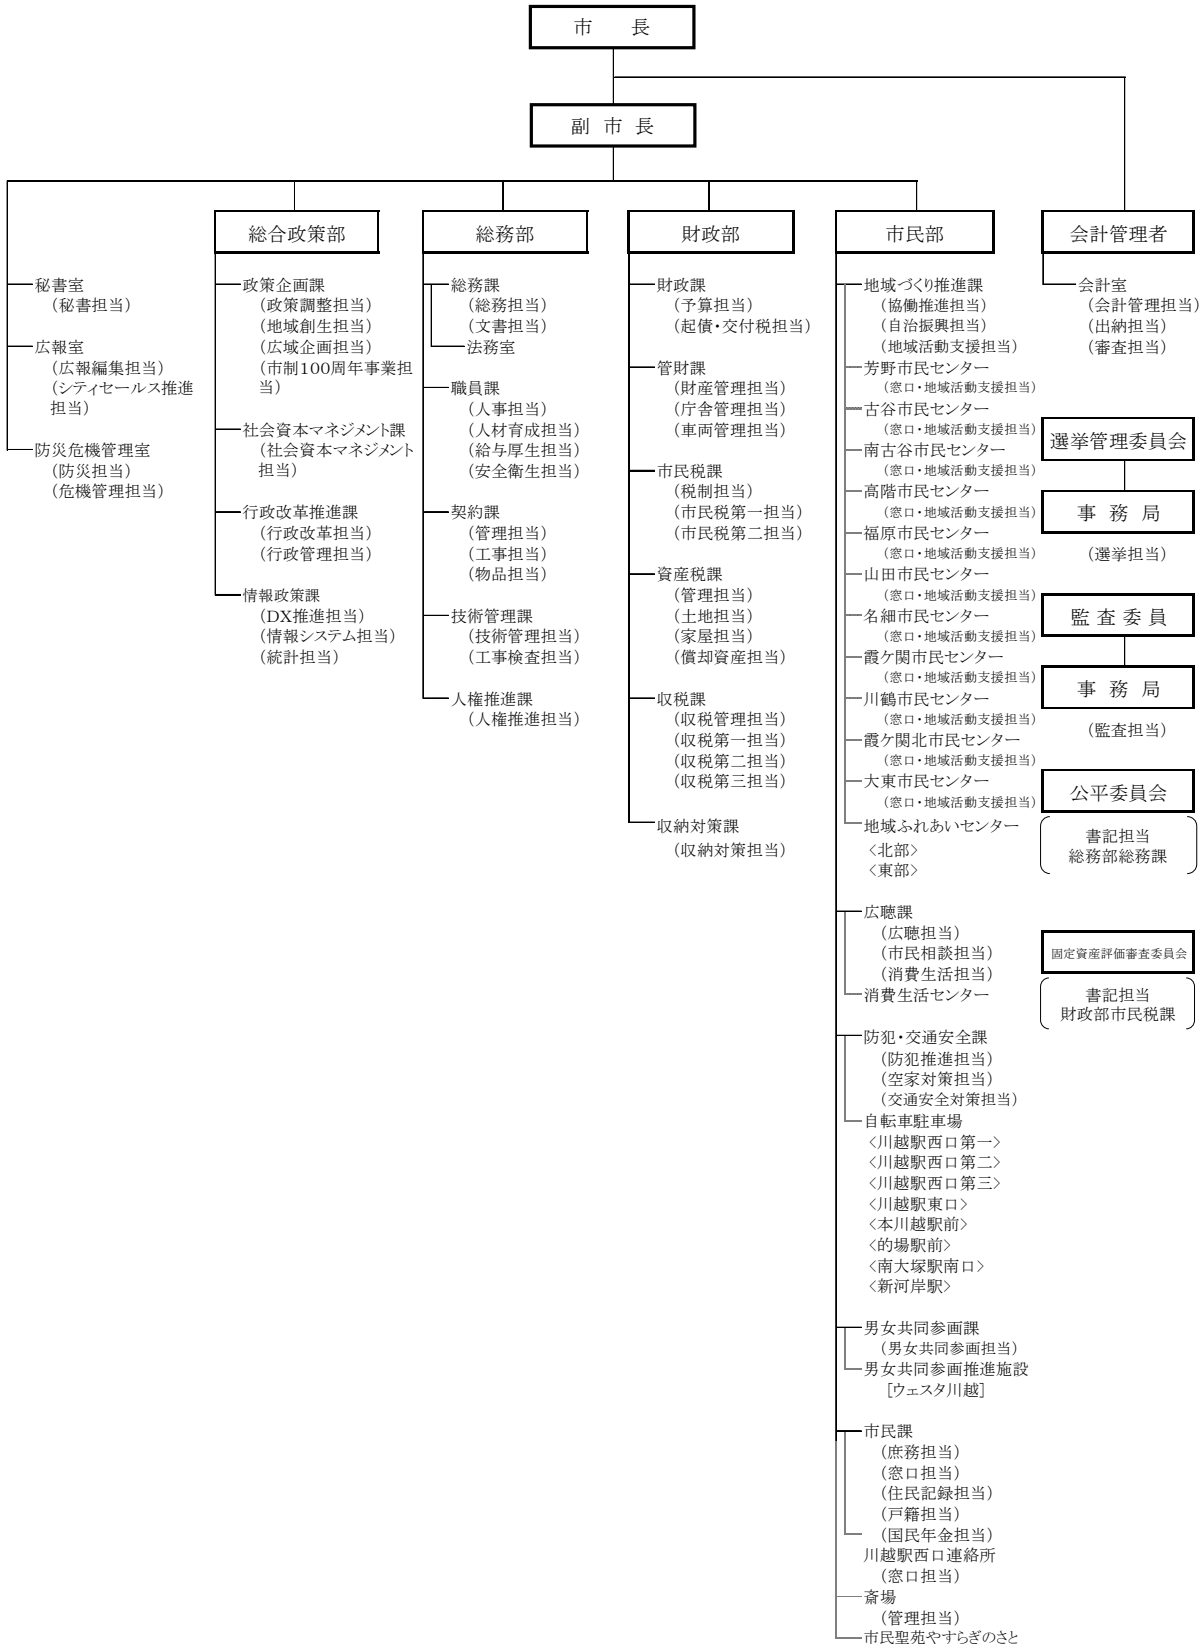 市　長
副 市 長
秘書室
(秘書担当)
広報室
(広報編集担当)
(シティセールス推進
担当)
防災危機管理室
(防災担当)
(危機管理担当)
総合政策部
政策企画課
(政策調整担当)
(地域創生担当)
(広域企画担当)
(市制100周年事業担
当)
社会資本マネジメント課
(社会資本マネジメント
担当)
行政改革推進課
(行政改革担当)
(行政管理担当)
情報政策課
(DX推進担当)
(情報システム担当)
(統計担当)
総務部
総務課
(総務担当)
(文書担当)
法務室
職員課
(人事担当)
(人材育成担当)
(給与厚生担当)
(安全衛生担当)
契約課
(管理担当)
(工事担当)
(物品担当)
技術管理課
(技術管理担当)
(工事検査担当)
人権推進課
(人権推進担当)
財政部
財政課
(予算担当)
(起債・交付税担当)
管財課
(財産管理担当)
(庁舎管理担当)
(車両管理担当)
市民税課
(税制担当)
(市民税第一担当)
(市民税第二担当)
資産税課
(管理担当)
(土地担当)
(家屋担当)
(償却資産担当)
収税課
(収税管理担当)
(収税第一担当)
(収税第二担当)
(収税第三担当)
収納対策課
(収納対策担当)
市民部
地域づくり推進課
(協働推進担当)
(自治振興担当)
(地域活動支援担当)
芳野市民センター
(窓口・地域活動支援担当)
古谷市民センター
(窓口・地域活動支援担当)
南古谷市民センター
(窓口・地域活動支援担当)
高階市民センター
(窓口・地域活動支援担当)
福原市民センター
(窓口・地域活動支援担当)
山田市民センター
(窓口・地域活動支援担当)
名細市民センター
(窓口・地域活動支援担当)
霞ケ関市民センター
(窓口・地域活動支援担当)
川鶴市民センター
(窓口・地域活動支援担当)
霞ケ関北市民センター
(窓口・地域活動支援担当)
大東市民センター
(窓口・地域活動支援担当)
地域ふれあいセンター
<北部>
<東部>
広聴課
(広聴担当)
(市民相談担当)
(消費生活担当)
消費生活センター
防犯・交通安全課
(防犯推進担当)
(空家対策担当)
(交通安全対策担当)
自転車駐車場
<川越駅西口第一>
<川越駅西口第二>
<川越駅西口第三>
<川越駅東口>
<本川越駅前>
<的場駅前>
<南大塚駅南口>
<新河岸駅>
男女共同参画課
(男女共同参画担当)
男女共同参画推進施設
[ウェスタ川越]
市民課
(庶務担当)
(窓口担当)
(住民記録担当)
(戸籍担当)
(国民年金担当)
川越駅西口連絡所
(窓口担当)
斎場
(管理担当)
市民聖苑やすらぎのさと
会計管理者
会計室
(会計管理担当)
(出納担当)
(審査担当)
選挙管理委員会
事 務 局
(選挙担当)
監 査 委 員
事 務 局
(監査担当)
公平委員会
書記担当
総務部総務課
固定資産評価審査委員会
書記担当
財政部市民税課